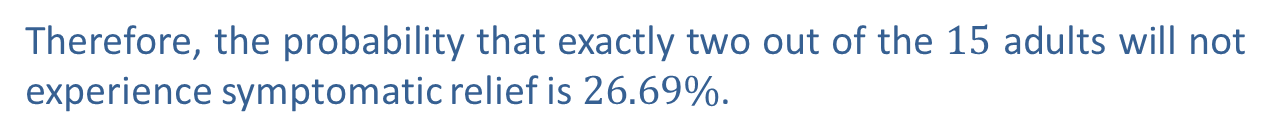 Therefore, the probability that exactly two out of the 15 adults will not
experience symptomatic relief is 26.69%.